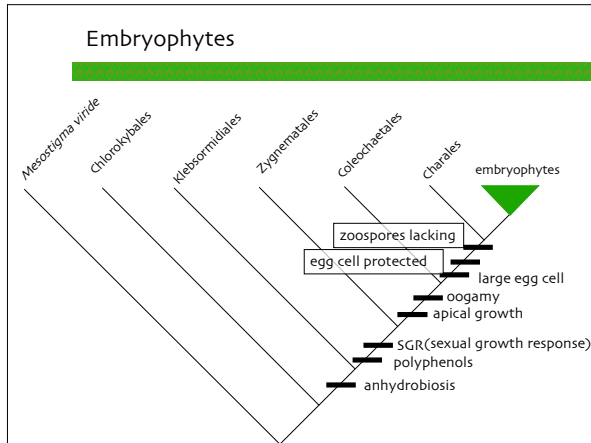 Embryophytes
Mesostigma viride
Chlorokybales
Klebsormidiales
Zygnematales
Coleochaetales
Charales
embryophytes
zoospores lacking
egg cell protected
large egg cell
oogamy
apical growth
SGR(sexual growth response)
polyphenols
anhydrobiosis